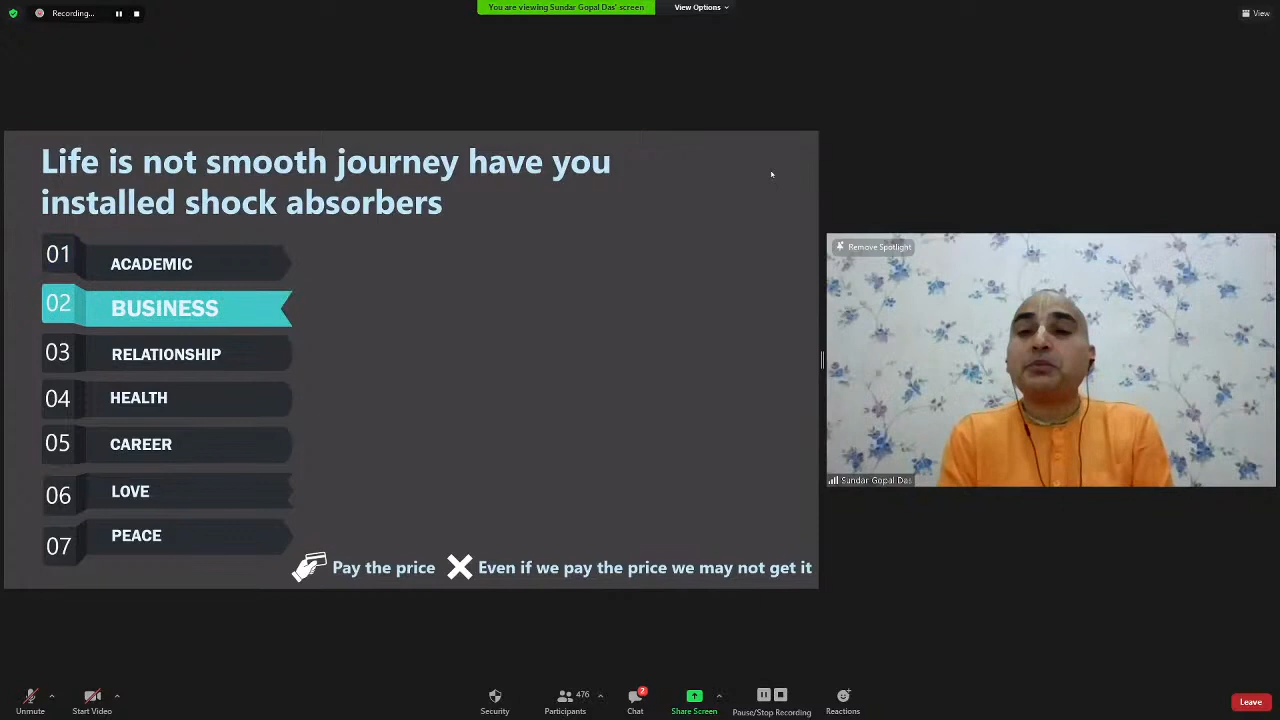 Recording...
You are viewing Sundar Gopal Das' screen
View Options
View
Life is not smooth journey have you
installed shock absorbers
01 ACADEMIC
02 BUSINESS
03 RELATIONSHIP
04 HEALTH
05 CAREER
06 LOVE
07 PEACE
Pay the price
Even if we pay the price we may not get it
Remove Spotlight
Sundar Gopal Das
Unmute
Start Video
Security
Participants 476
Chat 2
Share Screen
Pause/Stop Recording
Reactions
Leave